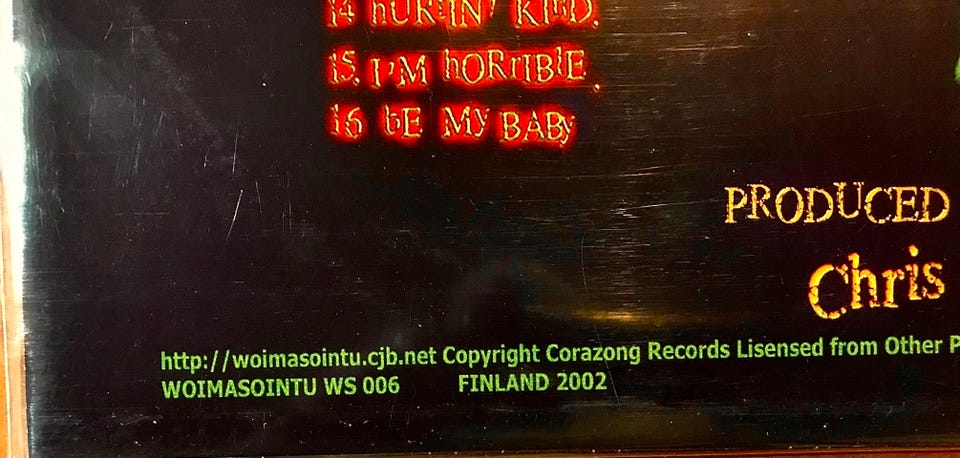 14 hURtIN' KInD.
15. I'M hORrIBlE.
16 bE MY BABy
PRODUCED
Chris
http://woimasointu.cjb.net Copyright Corazong Records Lisensed from Other P
WOIMASOINTU WS 006 FINLAND 2002